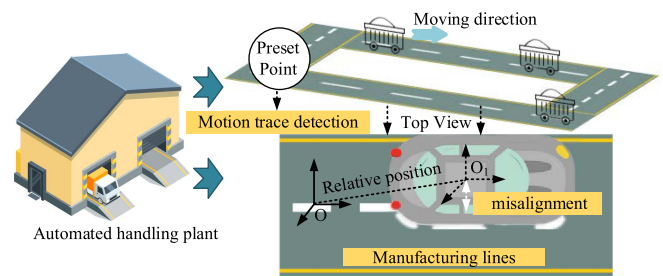 Moving direction
Preset
Point
Motion trace detection
Top View
Relative position
O₁
O
misalignment
Automated handling plant
Manufacturing lines